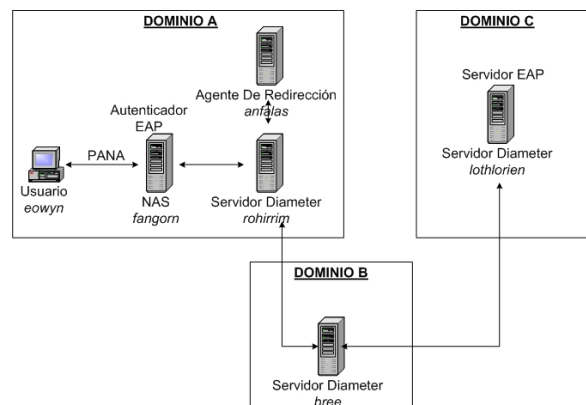 DOMINIO A
Agente De Redirección
anfalas
Autenticador
EAP
PANA
Usuario
eowyn
NAS
fangorn
Servidor Diameter
rohirrim
DOMINIO C
Servidor EAP
Servidor Diameter
lothlorien
DOMINIO B
Servidor Diameter
bree